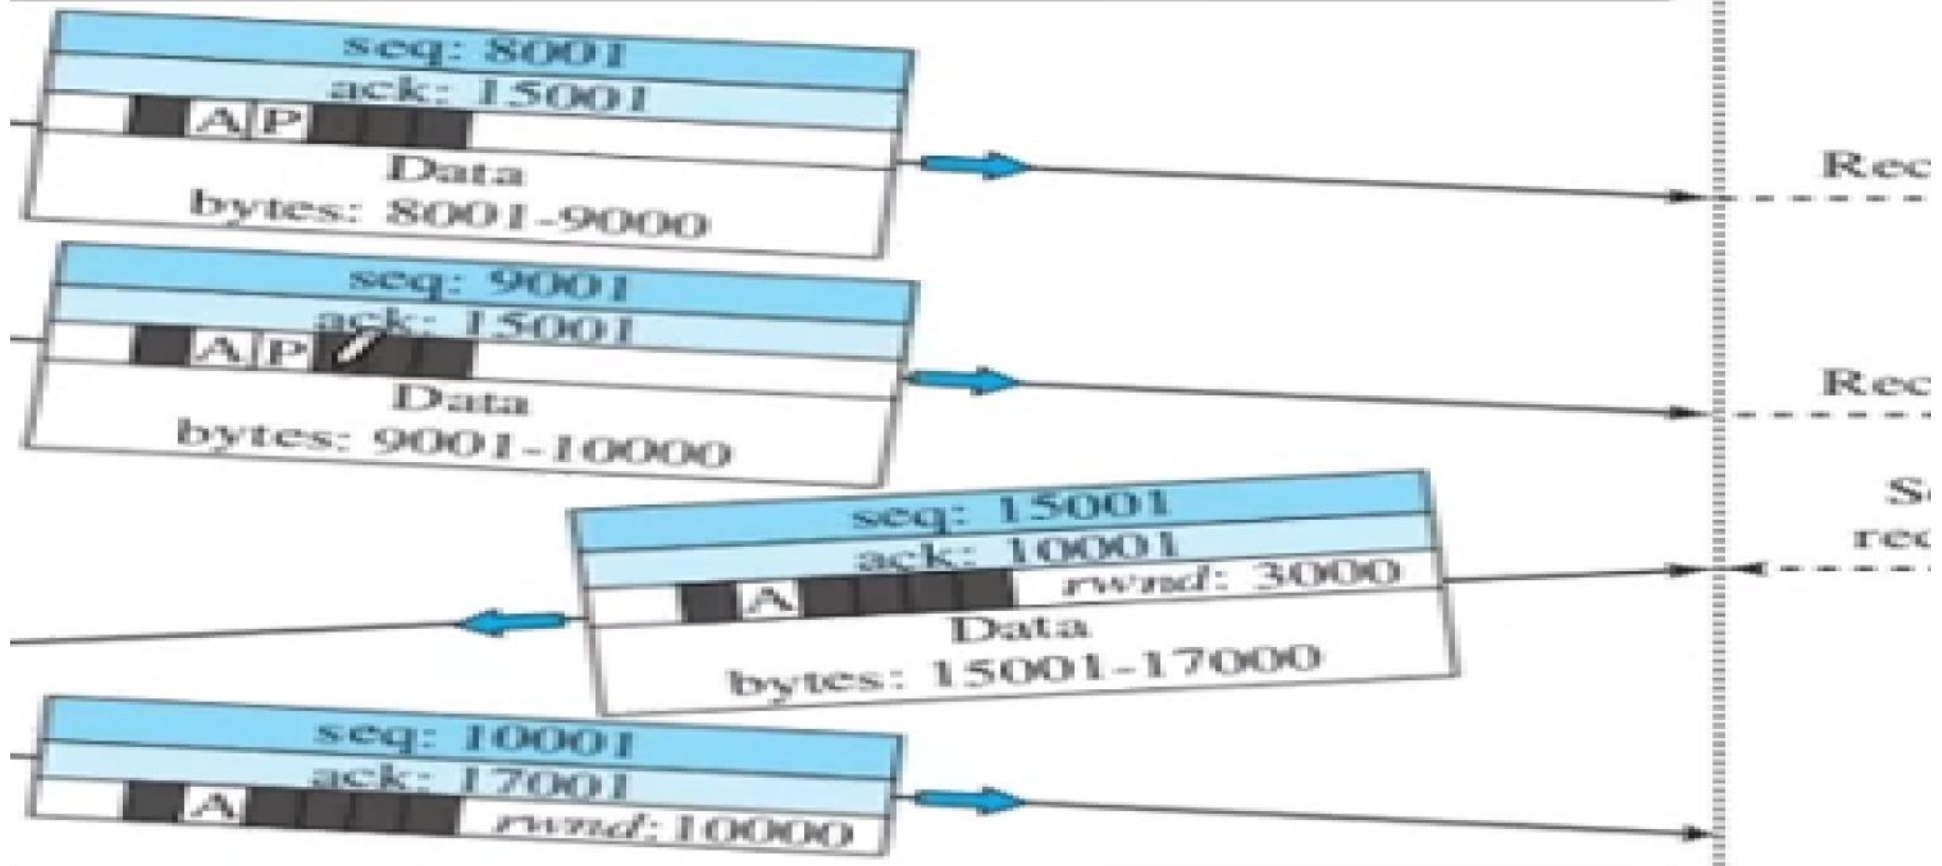 seq: 8001
ack: 15001
A P
Data
bytes: 8001-9000
Rec
seq: 9001
ack: 15001
A P
Data
bytes: 9001-10000
Rec
seq: 15001
ack: 10001
A rwnd: 3000
Data
bytes: 15001-17000
S
rec
seq: 10001
ack: 17001
A rwnd: 10000